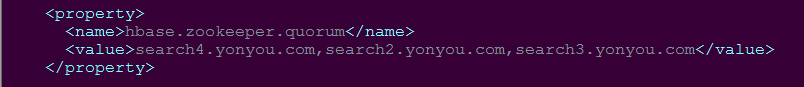 <property>
<name>hbase.zookeeper.quorum</name>
<value>search4.yonyou.com,search2.yonyou.com,search3.yonyou.com</value>
</property>